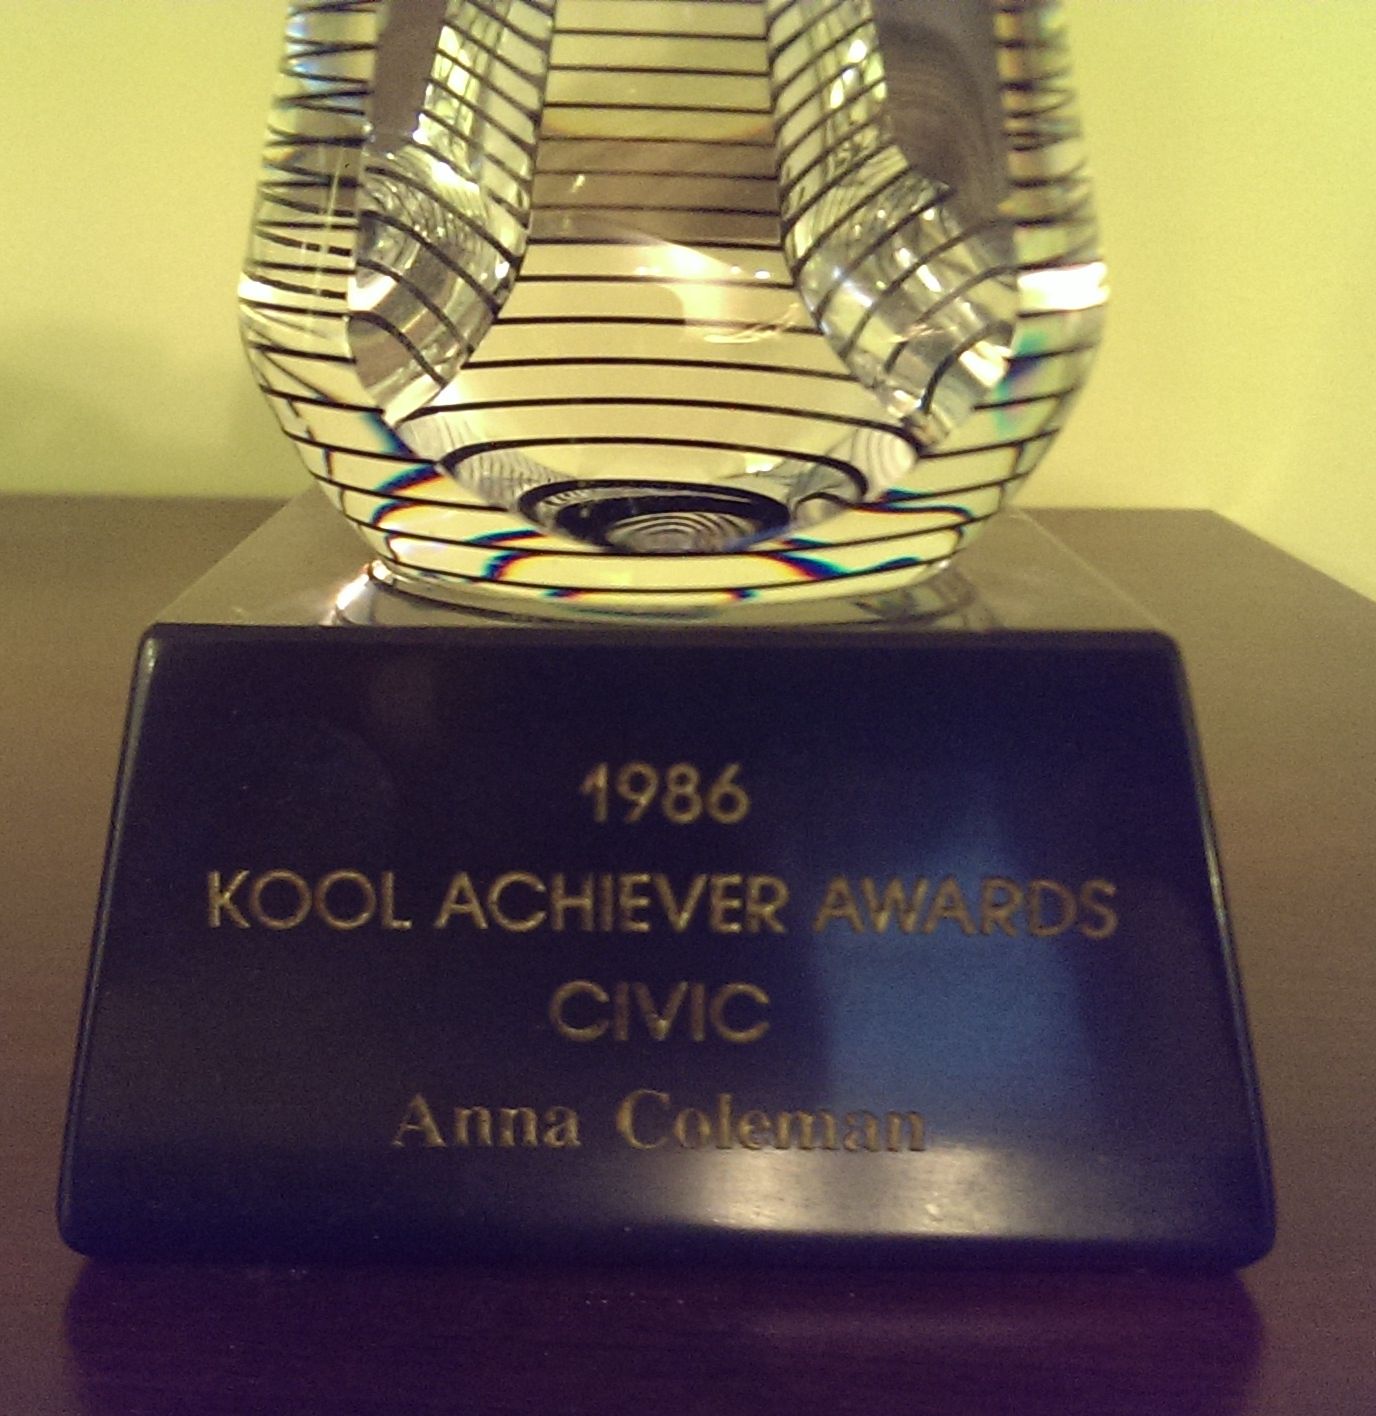 1986
KOOL ACHIEVER AWARDS
CIVIC
Anna Coleman